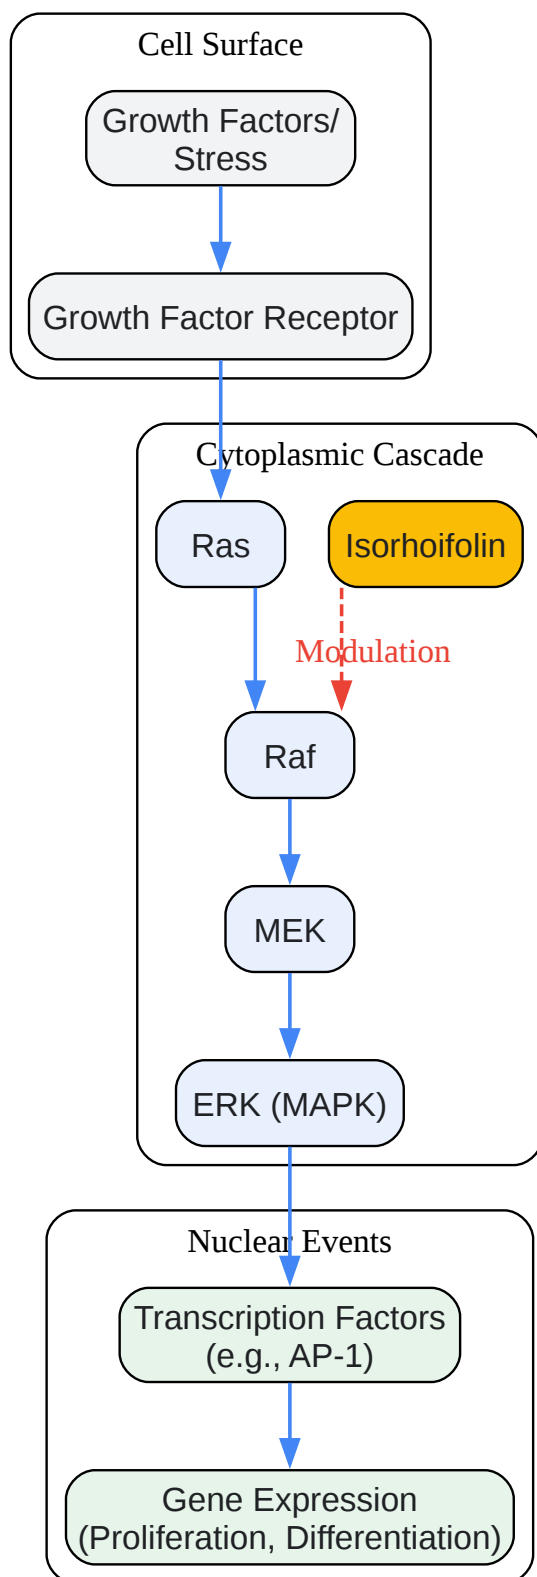 Cell Surface
Growth Factors/
Stress
Growth Factor Receptor
Cytoplasmic Cascade
Ras
Isorhoifolin
Modulation
Raf
MEK
ERK (MAPK)
Nuclear Events
Transcription Factors
(e.g., AP-1)
Gene Expression
(Proliferation, Differentiation)